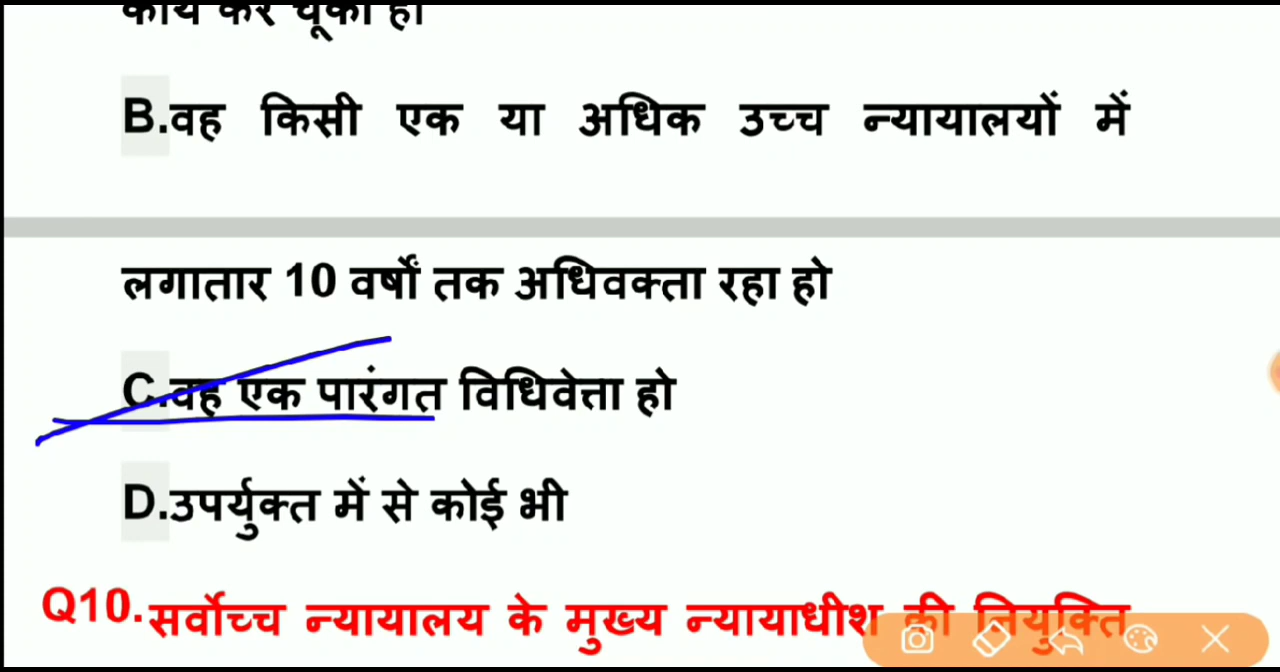 कार्य कर चूका हो
B.वह किसी एक या अधिक उच्च न्यायालयों में
लगातार 10 वर्षों तक अधिवक्ता रहा हो
C.वह एक पारंगत विधिवेत्ता हो
D.उपर्युक्त में से कोई भी
Q10.सर्वोच्च न्यायालय के मुख्य न्यायाधीश की नियुक्ति